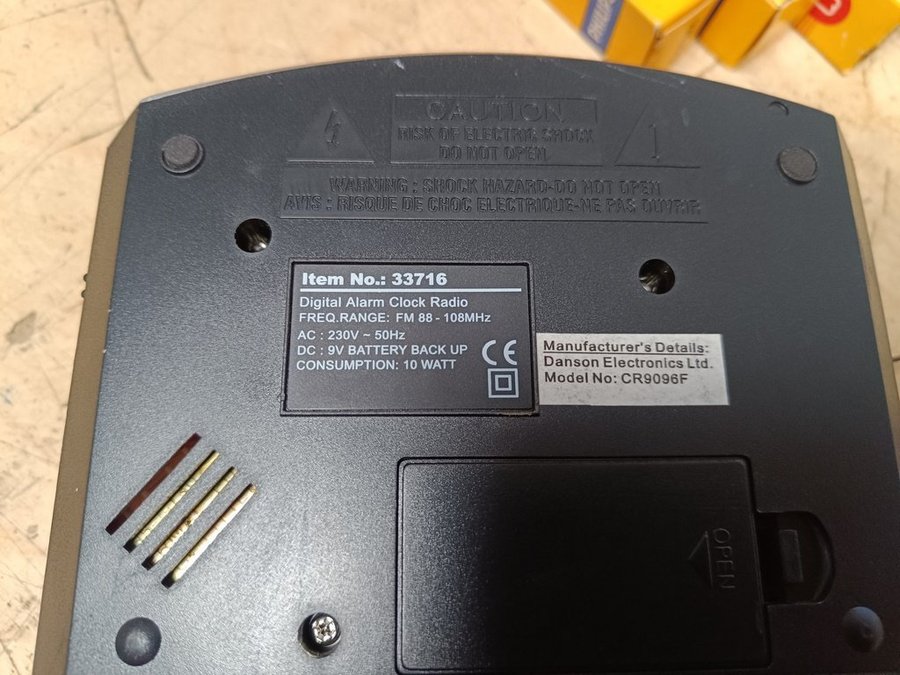 CAUTION
RISK OF ELECTRIC SHOCK
DO NOT OPEN
WARNING : SHOCK HAZARD-DO NOT OPEN
AVIS : RISQUE DE CHOC ELECTRIQUE-NE PAS OUVRIR
Item No.: 33716
Digital Alarm Clock Radio
FREQ.RANGE: FM 88 - 108MHz
AC : 230V ~ 50Hz
DC : 9V BATTERY BACK UP
CONSUMPTION: 10 WATT
CE
Manufacturer's Details:
Danson Electronics Ltd.
Model No: CR9096F
OPEN